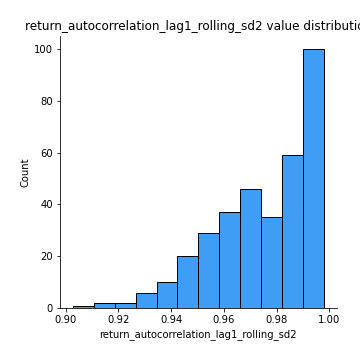 return_autocorrelation_lag1_rolling_sd2 value distributio
100
80
60
40
20
0
Count
0.90 0.92 0.94 0.96 0.98 1.00
return_autocorrelation_lag1_rolling_sd2